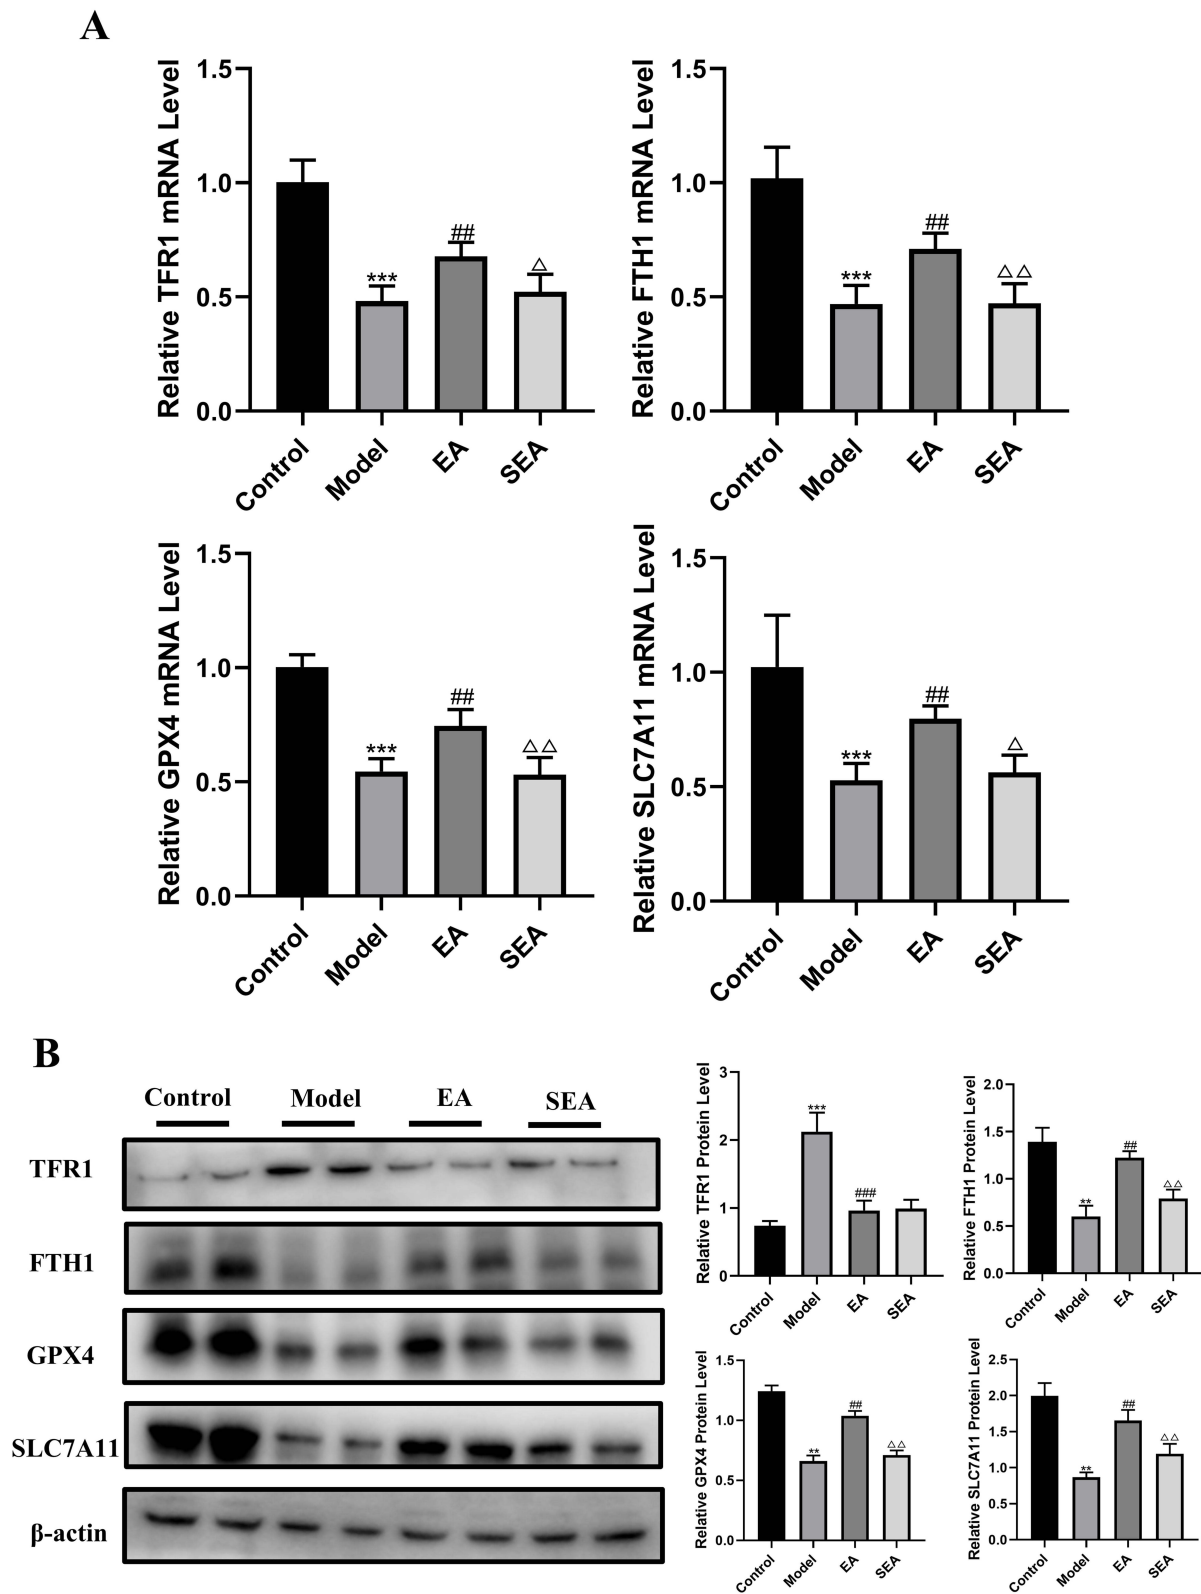 A
Relative TFR1 mRNA Level
1.5
1.0
0.5
0.0
***
##
△
Control
Model
EA
SEA
Relative FTH1 mRNA Level
1.5
1.0
0.5
0.0
***
##
△△
Control
Model
EA
SEA
Relative GPX4 mRNA Level
1.5
1.0
0.5
0.0
***
##
△△
Control
Model
EA
SEA
Relative SLC7A11 mRNA Level
1.5
1.0
0.5
0.0
***
##
△
Control
Model
EA
SEA
B
Control Model EA SEA
TFR1
FTH1
GPX4
SLC7A11
β-actin
Relative TFR1 Protein Level
3
2
1
0
***
###
Control
Model
EA
SEA
Relative FTH1 Protein Level
2.0
1.5
1.0
0.5
0.0
**
##
△△
Control
Model
EA
SEA
Relative GPX4 Protein Level
1.5
1.0
0.5
0.0
**
##
△△
Control
Model
EA
SEA
Relative SLC7A11 Protein Level
2.5
2.0
1.5
1.0
0.5
0.0
**
##
△△
Control
Model
EA
SEA